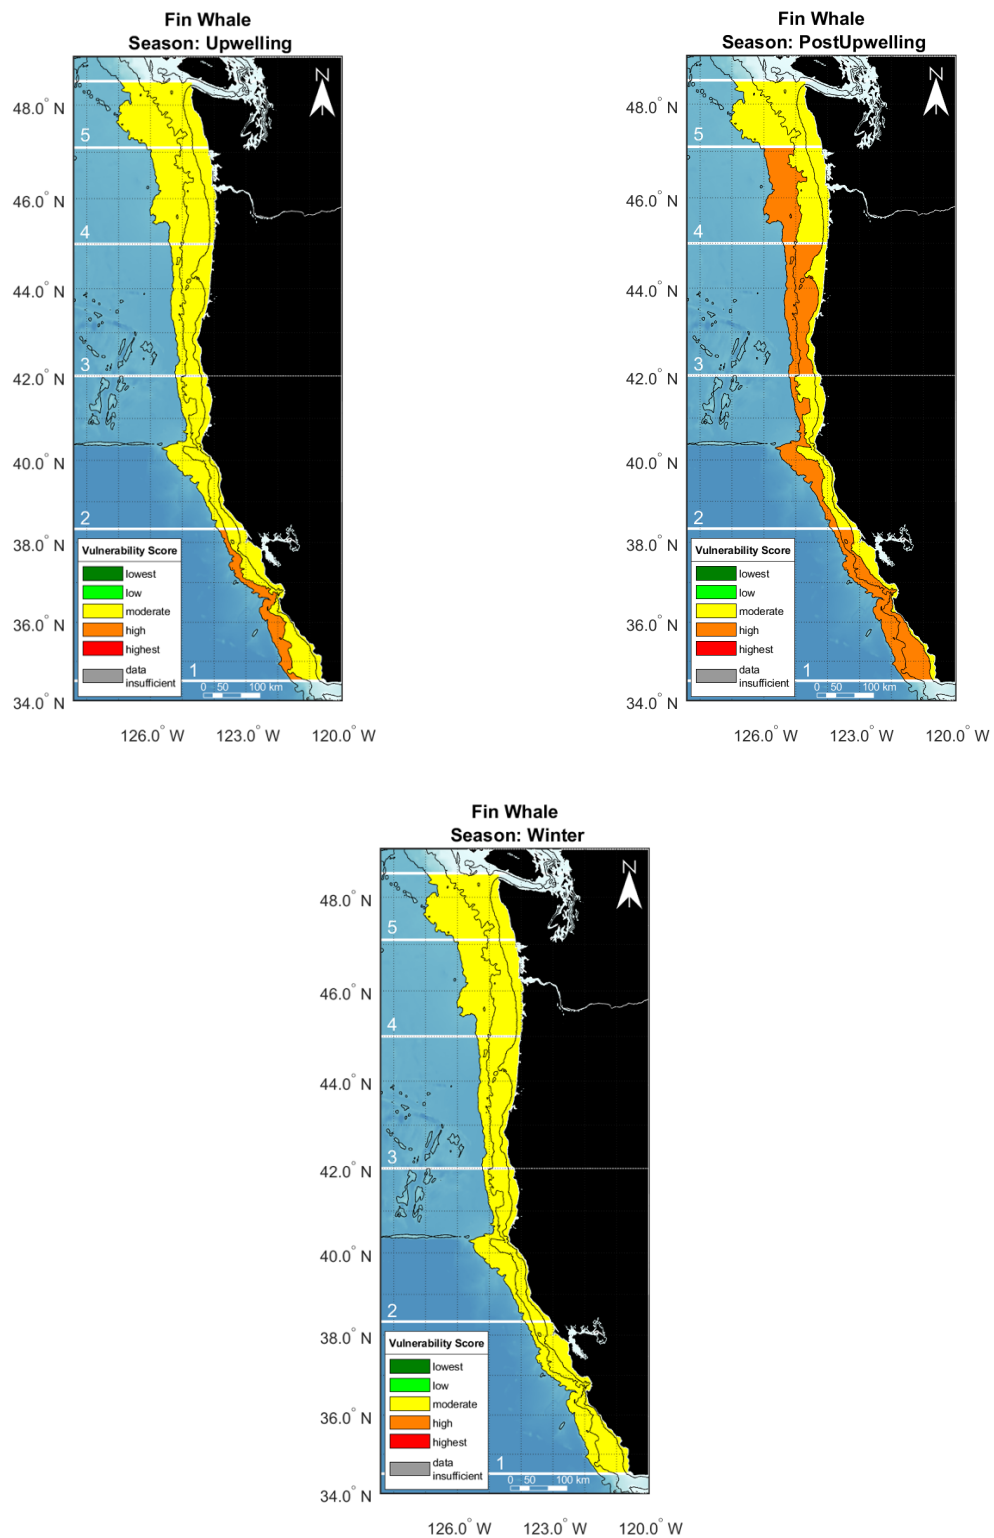 Fin Whale
Season: Upwelling
N
48.0° N
5
46.0° N
4
44.0° N
3
42.0° N
40.0° N
2
38.0° N
Vulnerability Score
lowest
low
moderate
36.0° N
high
highest
data
insufficient
1
0 50 100 km
34.0° N
126.0° W 123.0° W 120.0° W
Fin Whale
Season: PostUpwelling
N
48.0° N
5
46.0° N
4
44.0° N
3
42.0° N
40.0° N
2
38.0° N
Vulnerability Score
lowest
low
moderate
36.0° N
high
highest
data
insufficient
1
0 50 100 km
34.0° N
126.0° W 123.0° W 120.0° W
Fin Whale
Season: Winter
N
48.0° N
5
46.0° N
4
44.0° N
3
42.0° N
40.0° N
2
38.0° N
Vulnerability Score
lowest
low
moderate
36.0° N
high
highest
data
insufficient
1
0 50 100 km
34.0° N
126.0° W 123.0° W 120.0° W